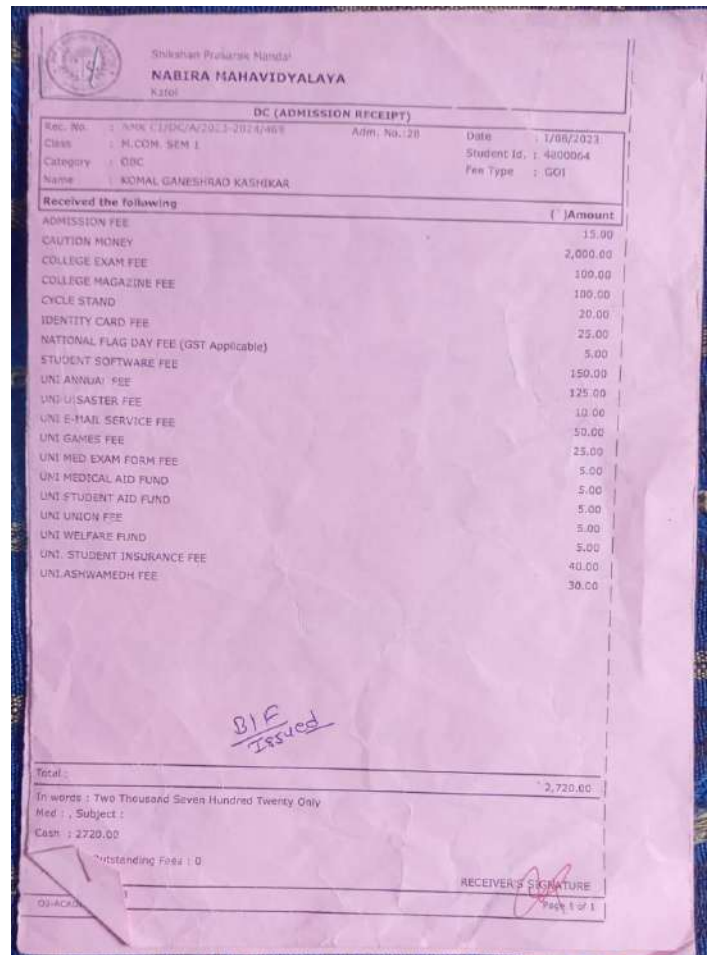 Shikshan Prasarak Mandal
NABIRA MAHAVIDYALAYA
Katol
DC (ADMISSION RECEIPT)
Rec. No. : /DC/A/2023-2024/469 Adm. No.:28 Date : 1/08/2023
Class : M.COM. SEM 1 Student Id. : 4800064
Category : OBC Fee Type : GOI
Name : KOMAL GANESHRAO KASHIKAR
Received the following (`)Amount
ADMISSION FEE 15.00
CAUTION MONEY 2,000.00
COLLEGE EXAM FEE 100.00
COLLEGE MAGAZINE FEE 100.00
CYCLE STAND 20.00
IDENTITY CARD FEE 25.00
NATIONAL FLAG DAY FEE (GST Applicable) 5.00
STUDENT SOFTWARE FEE 150.00
UNI ANNUAL FEE 125.00
UNI DISASTER FEE 10.00
UNI E-MAIL SERVICE FEE 50.00
UNI GAMES FEE 25.00
UNI MED EXAM FORM FEE 5.00
UNI MEDICAL AID FUND 5.00
UNI STUDENT AID FUND 5.00
UNI UNION FEE 5.00
UNI WELFARE FUND 5.00
UNI. STUDENT INSURANCE FEE 40.00
UNI.ASHWAMEDH FEE 30.00
BIF
Issued
Total : ` 2,720.00
In words : Two Thousand Seven Hundred Twenty Only
Med : , Subject :
Cash : 2720.00
Outstanding Fees : 0
RECEIVER'S SIGNATURE
Page 1 of 1